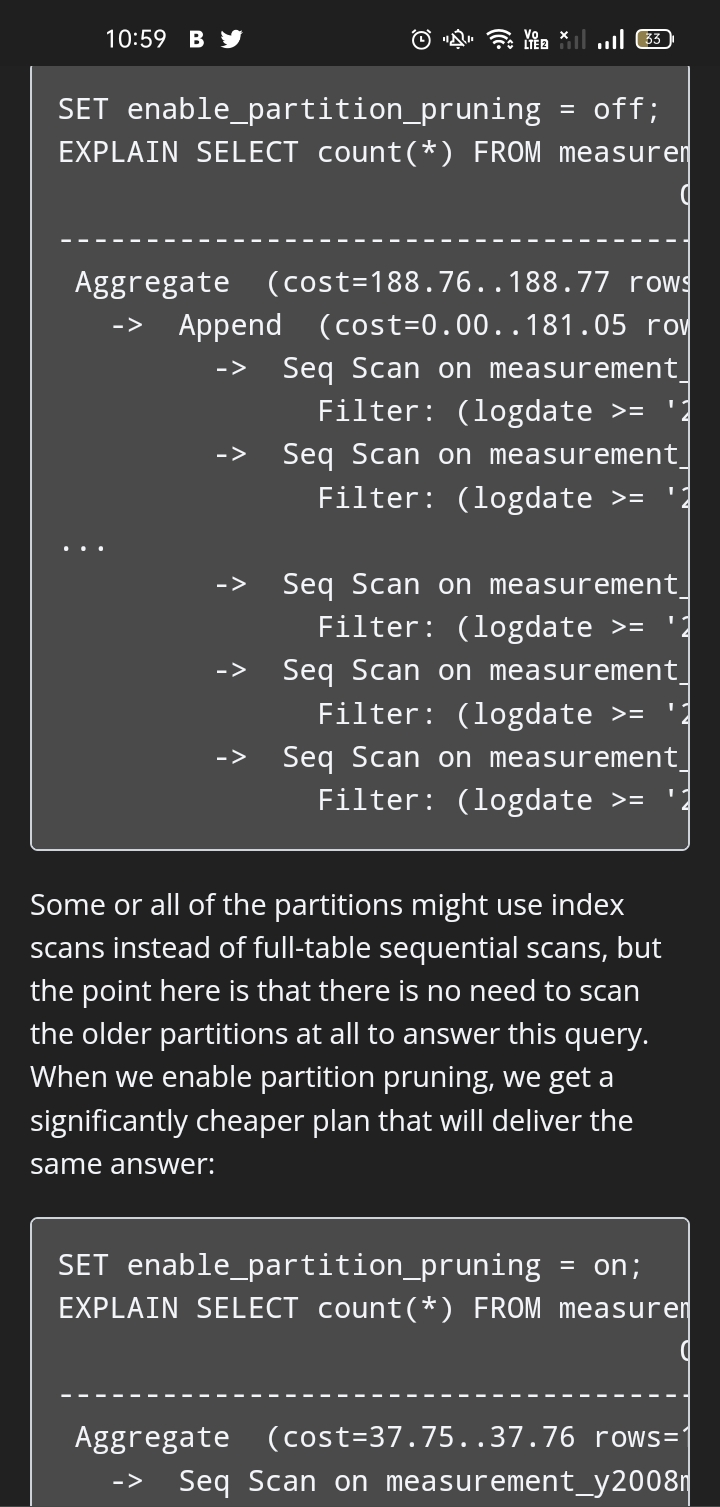 10:59 B VoLTE2 33
SET enable_partition_pruning = off;
EXPLAIN SELECT count(*) FROM measurem
----------------------------------------
Aggregate (cost=188.76..188.77 rows
-> Append (cost=0.00..181.05 row
-> Seq Scan on measurement_
Filter: (logdate >= '2
-> Seq Scan on measurement_
Filter: (logdate >= '2
...
-> Seq Scan on measurement_
Filter: (logdate >= '2
-> Seq Scan on measurement_
Filter: (logdate >= '2
-> Seq Scan on measurement_
Filter: (logdate >= '2
Some or all of the partitions might use index
scans instead of full-table sequential scans, but
the point here is that there is no need to scan
the older partitions at all to answer this query.
When we enable partition pruning, we get a
significantly cheaper plan that will deliver the
same answer:
SET enable_partition_pruning = on;
EXPLAIN SELECT count(*) FROM measurem
----------------------------------------
Aggregate (cost=37.75..37.76 rows=1
-> Seq Scan on measurement_y2008m